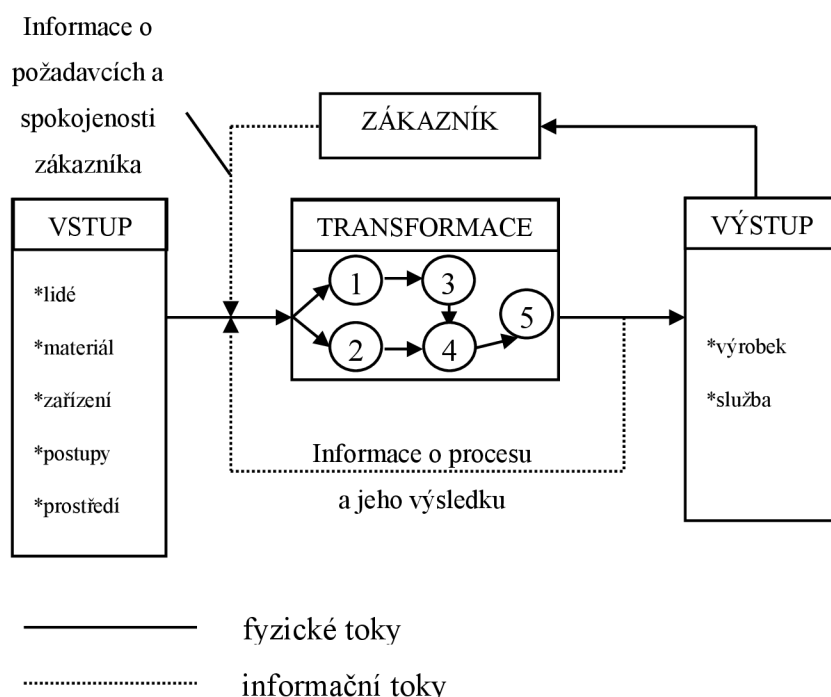 Informace o
požadavcích a
spokojenosti
zákazníka
ZÁKAZNÍK
VSTUP
*lidé
*materiál
*zařízení
*postupy
*prostředí
TRANSFORMACE
1
3
5
2
4
VÝSTUP
*výrobek
*služba
Informace o procesu
a jeho výsledku
fyzické toky
informační toky